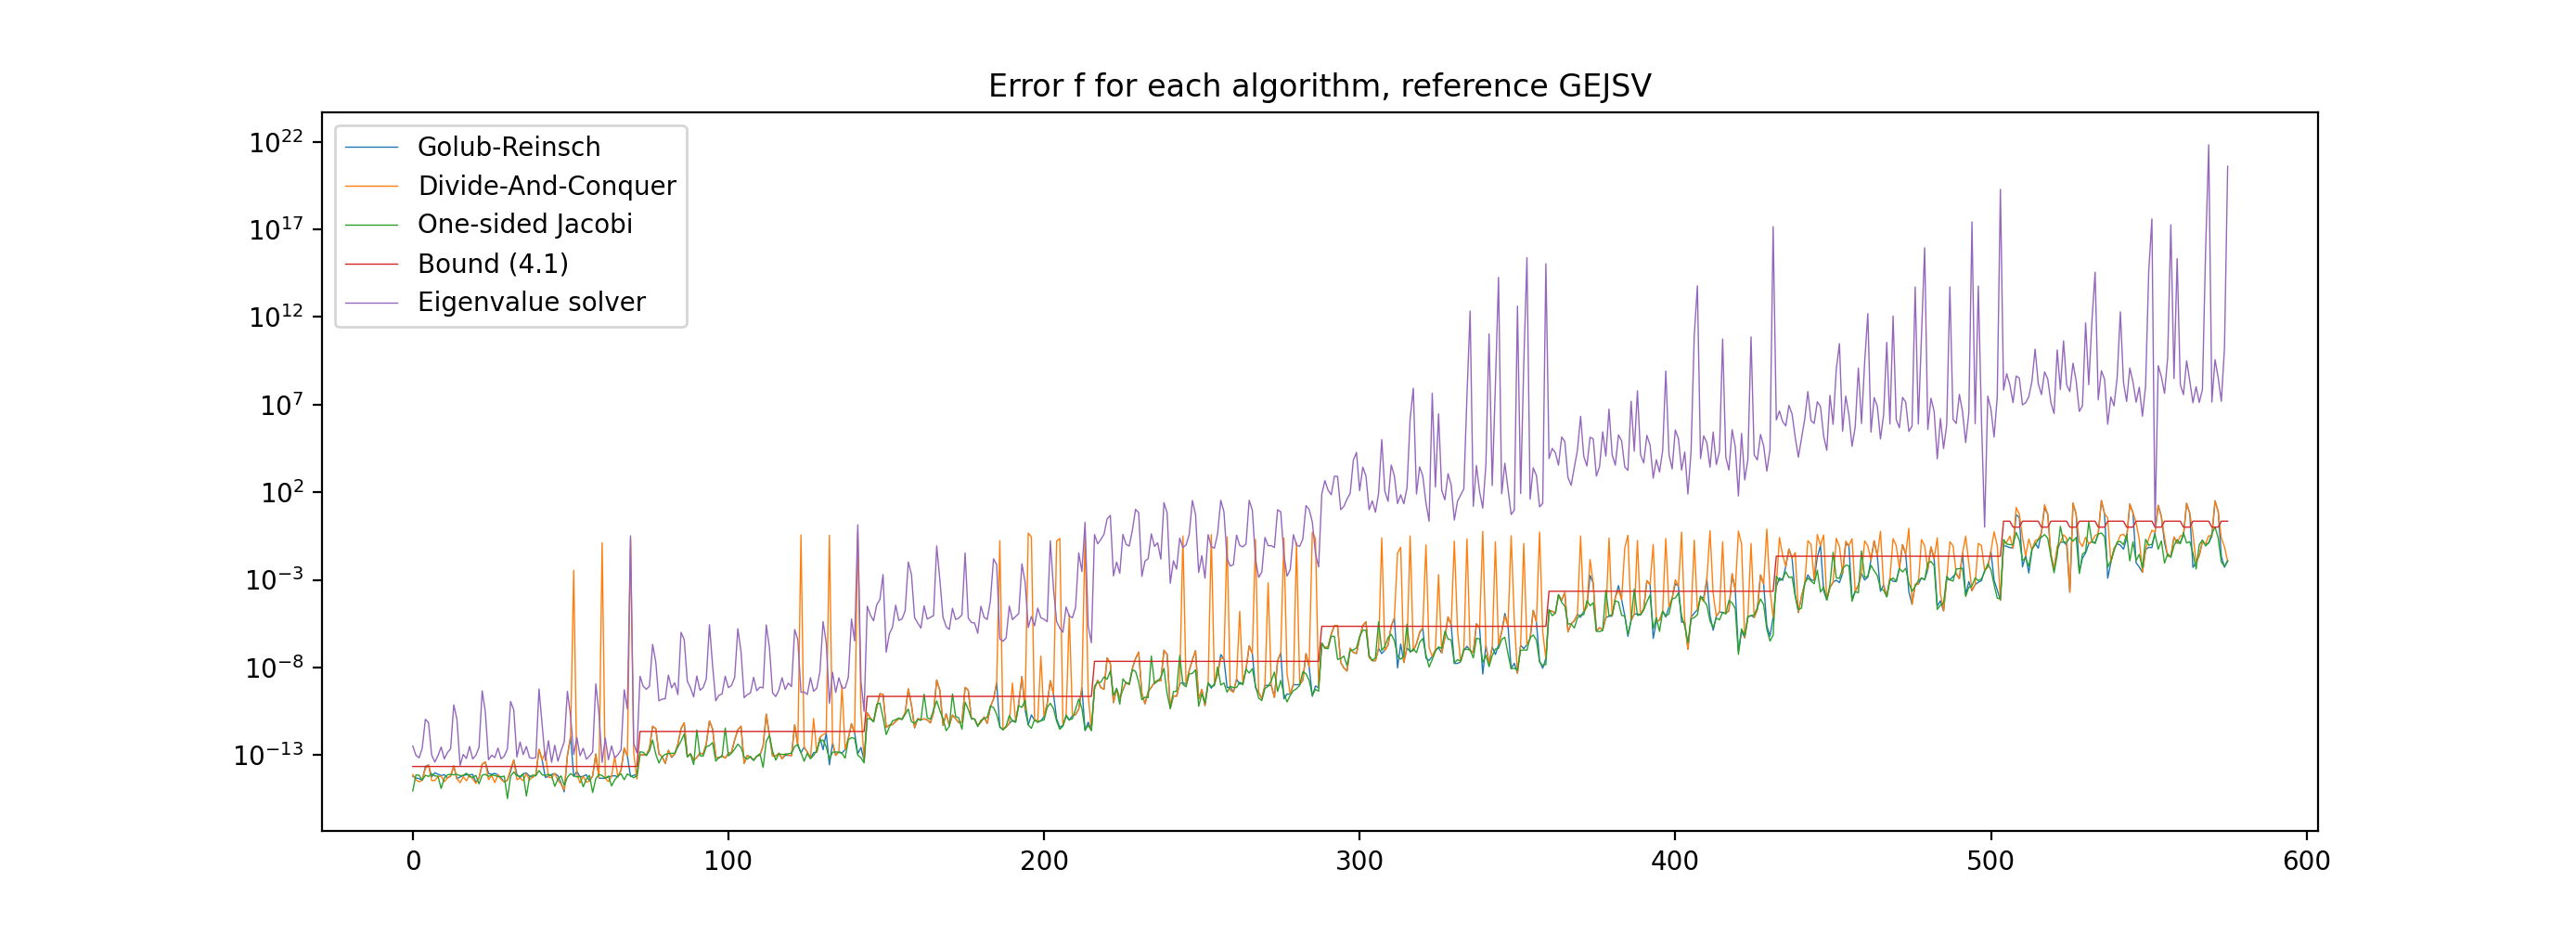 Error f for each algorithm, reference GEJSV
Golub-Reinsch
Divide-And-Conquer
One-sided Jacobi
Bound (4.1)
Eigenvalue solver
10^22
10^17
10^12
10^7
10^2
10^−3
10^−8
10^−13
0 100 200 300 400 500 600